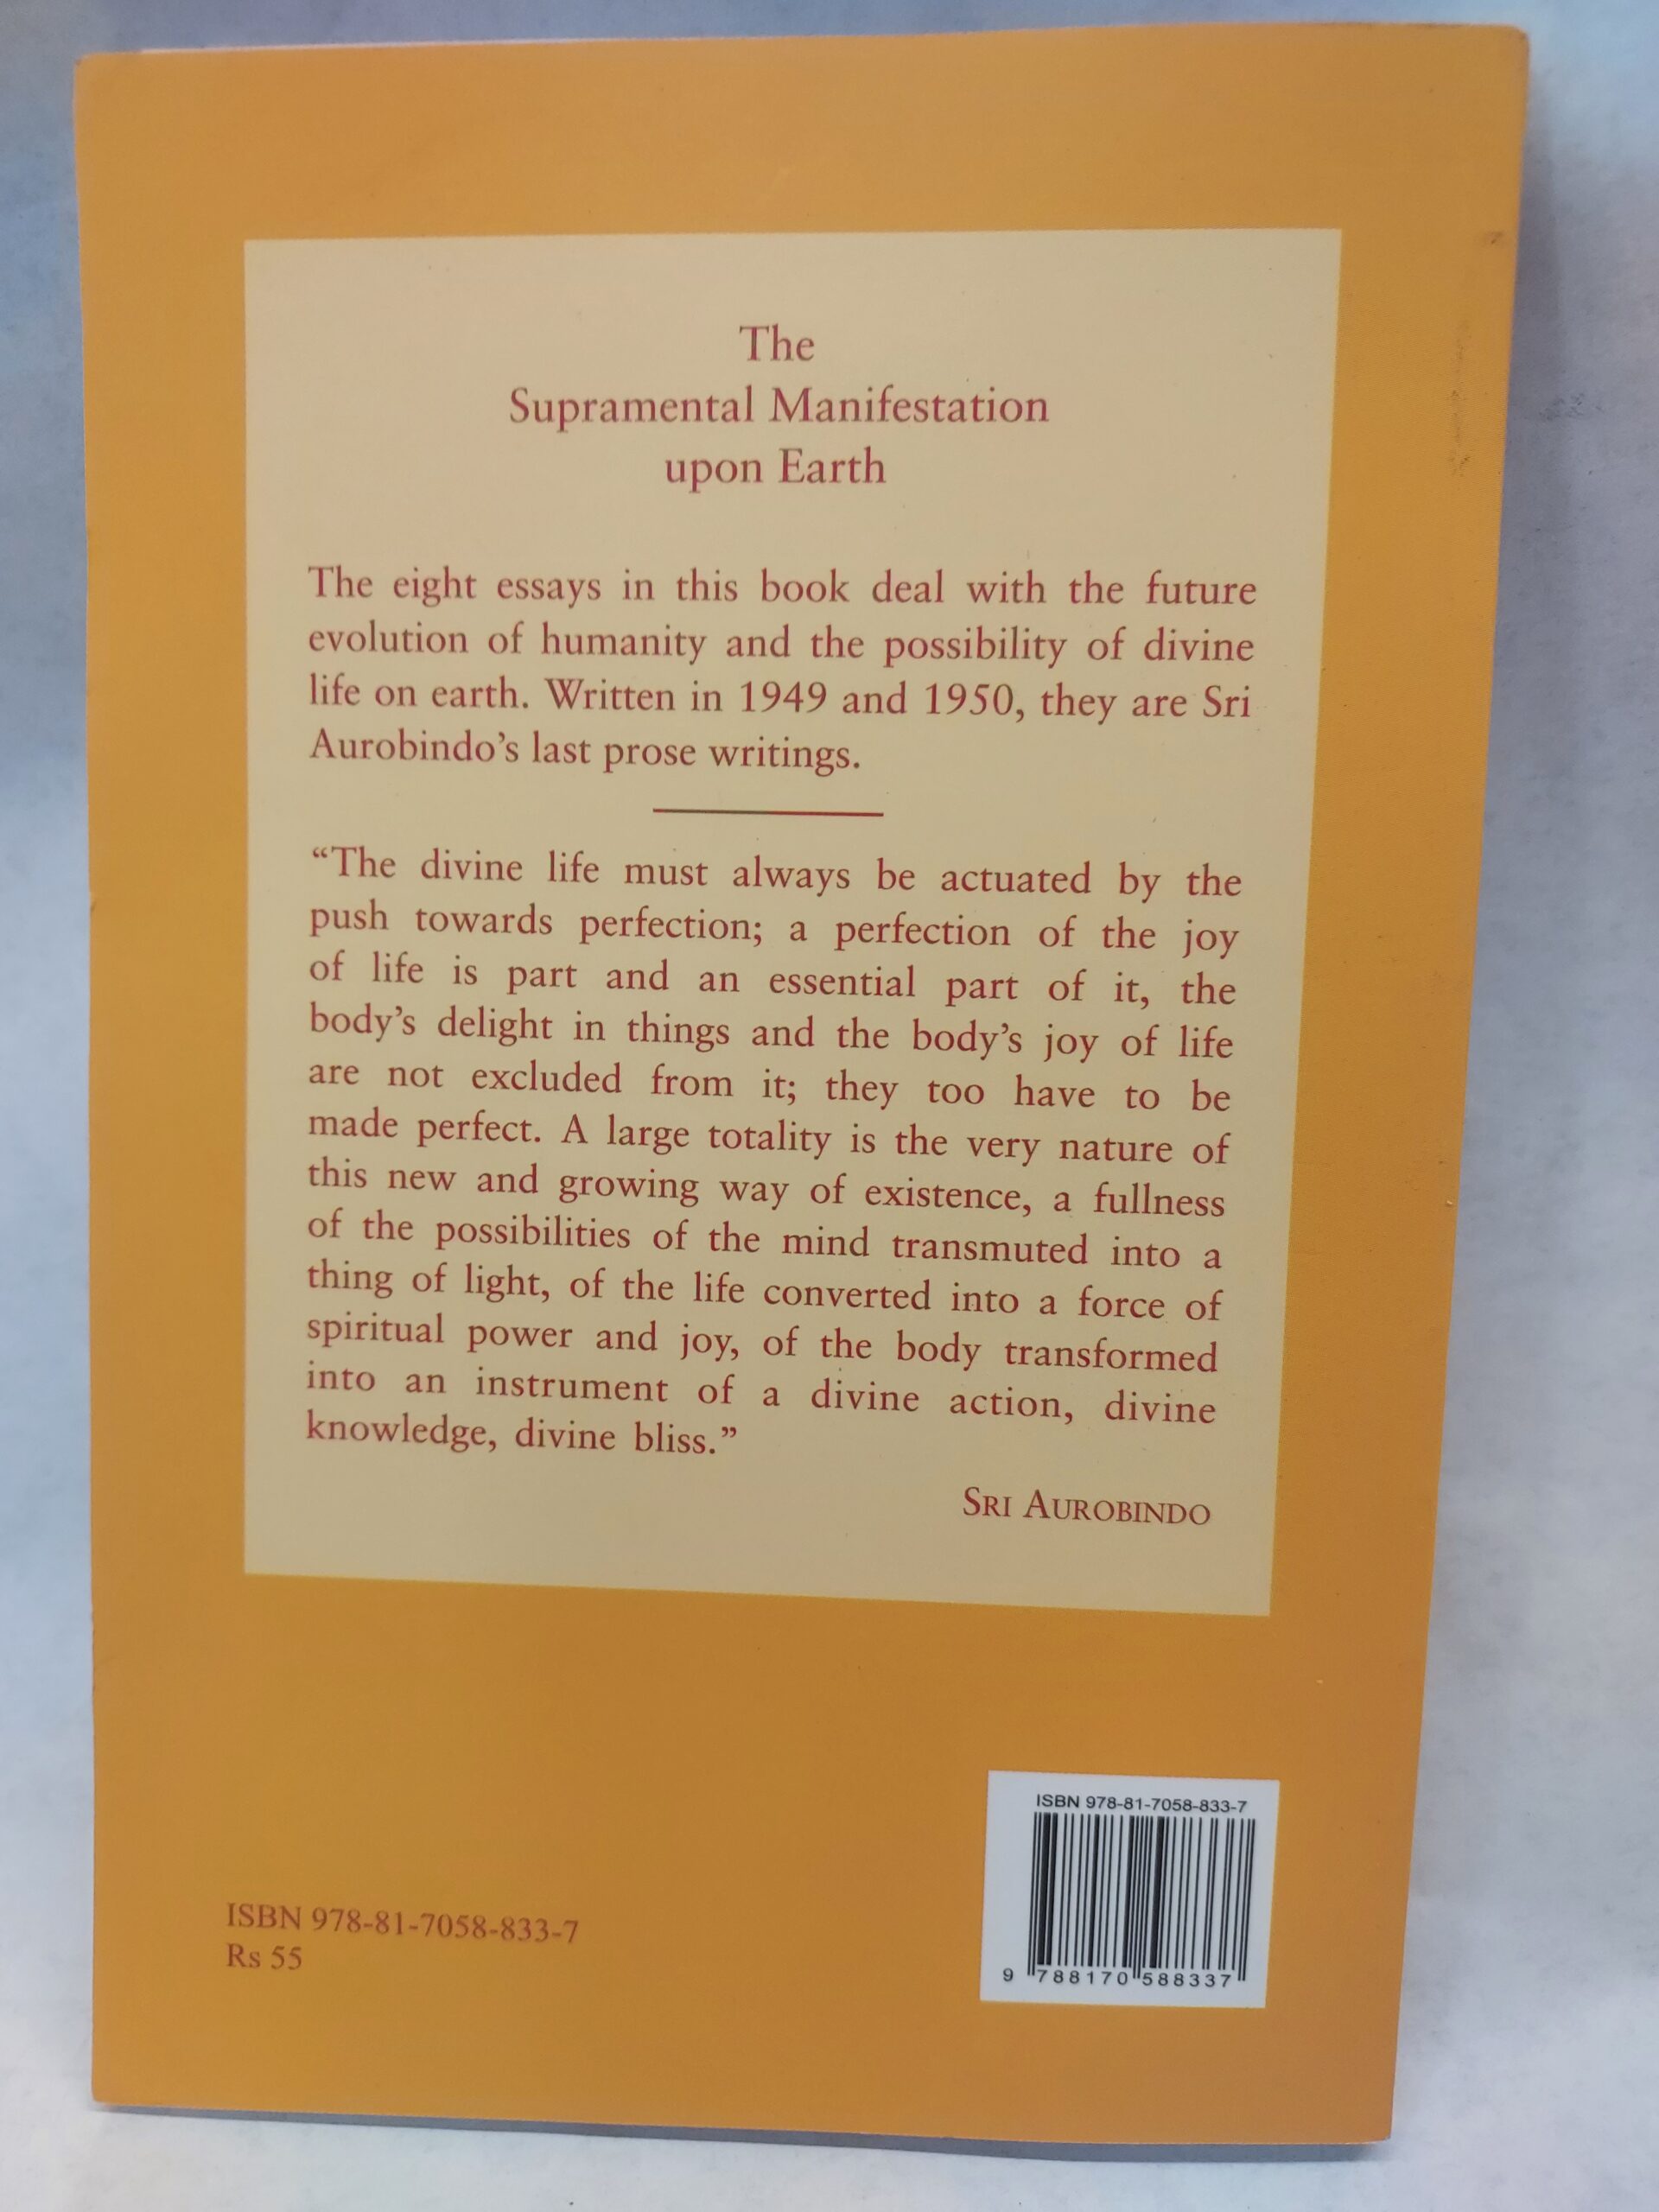 The
Supramental Manifestation
upon Earth
The eight essays in this book deal with the future
evolution of humanity and the possibility of divine
life on earth. Written in 1949 and 1950, they are Sri
Aurobindo’s last prose writings.
“The divine life must always be actuated by the
push towards perfection; a perfection of the joy
of life is part and an essential part of it, the
body’s delight in things and the body’s joy of life
are not excluded from it; they too have to be
made perfect. A large totality is the very nature of
this new and growing way of existence, a fullness
of the possibilities of the mind transmuted into a
thing of light, of the life converted into a force of
spiritual power and joy, of the body transformed
into an instrument of a divine action, divine
knowledge, divine bliss.”
SRI AUROBINDO
ISBN 978-81-7058-833-7
Rs 55
ISBN 978-81-7058-833-7
9 788170 588337